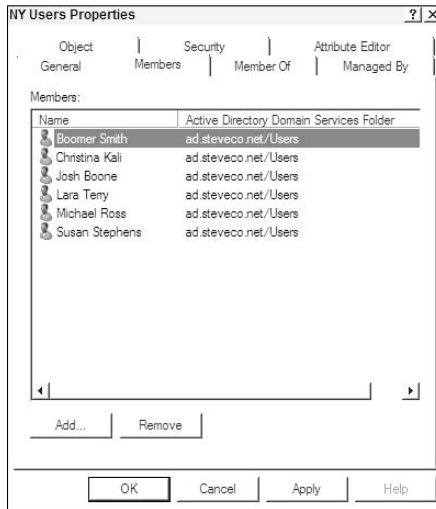 NY Users Properties ? ×
Object Security Attribute Editor
General Members Member Of Managed By
Members:
Name Active Directory Domain Services Folder
Boomer Smith ad.steveco.net/Users
Christina Kali ad.steveco.net/Users
Josh Boone ad.steveco.net/Users
Lara Terry ad.steveco.net/Users
Michael Ross ad.steveco.net/Users
Susan Stephens ad.steveco.net/Users
Add... Remove
OK Cancel Apply Help